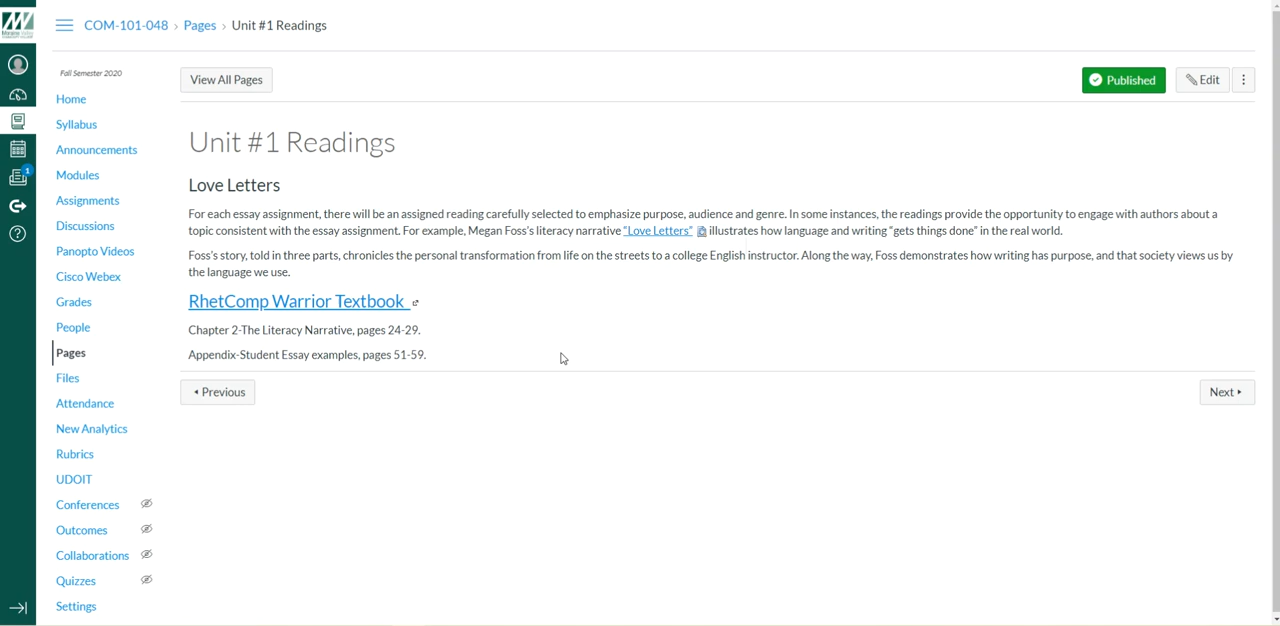 COM-101-048 › Pages › Unit #1 Readings
Fall Semester 2020
View All Pages
Published
Edit
Home
Syllabus
Announcements
Modules
Assignments
Discussions
Panopto Videos
Cisco Webex
Grades
People
Pages
Files
Attendance
New Analytics
Rubrics
UDOIT
Conferences
Outcomes
Collaborations
Quizzes
Settings
1
Unit #1 Readings
Love Letters
For each essay assignment, there will be an assigned reading carefully selected to emphasize purpose, audience and genre. In some instances, the readings provide the opportunity to engage with authors about a
topic consistent with the essay assignment. For example, Megan Foss's literacy narrative “Love Letters” illustrates how language and writing “gets things done” in the real world.
Foss's story, told in three parts, chronicles the personal transformation from life on the streets to a college English instructor. Along the way, Foss demonstrates how writing has purpose, and that society views us by
the language we use.
RhetComp Warrior Textbook
Chapter 2-The Literacy Narrative, pages 24-29.
Appendix-Student Essay examples, pages 51-59.
Previous
Next